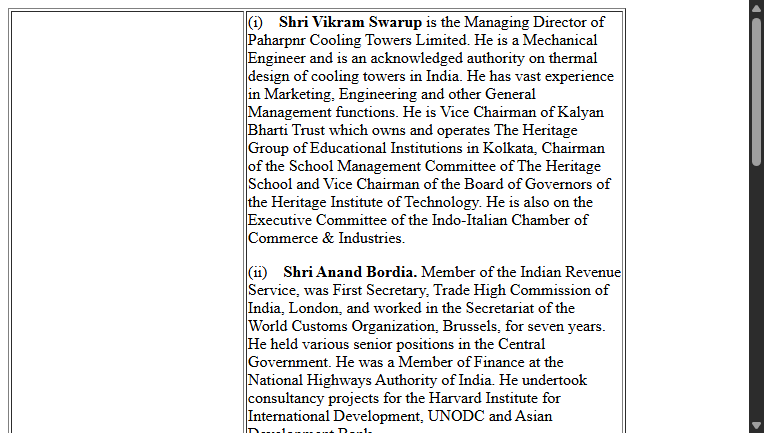 (i) Shri Vikram Swarup is the Managing Director of
Paharpnr Cooling Towers Limited. He is a Mechanical
Engineer and is an acknowledged authority on thermal
design of cooling towers in India. He has vast experience
in Marketing, Engineering and other General
Management functions. He is Vice Chairman of Kalyan
Bharti Trust which owns and operates The Heritage
Group of Educational Institutions in Kolkata, Chairman
of the School Management Committee of The Heritage
School and Vice Chairman of the Board of Governors of
the Heritage Institute of Technology. He is also on the
Executive Committee of the Indo-Italian Chamber of
Commerce & Industries.
(ii) Shri Anand Bordia. Member of the Indian Revenue
Service, was First Secretary, Trade High Commission of
India, London, and worked in the Secretariat of the
World Customs Organization, Brussels, for seven years.
He held various senior positions in the Central
Government. He was a Member of Finance at the
National Highways Authority of India. He undertook
consultancy projects for the Harvard Institute for
International Development, UNODC and Asian
Development Bank